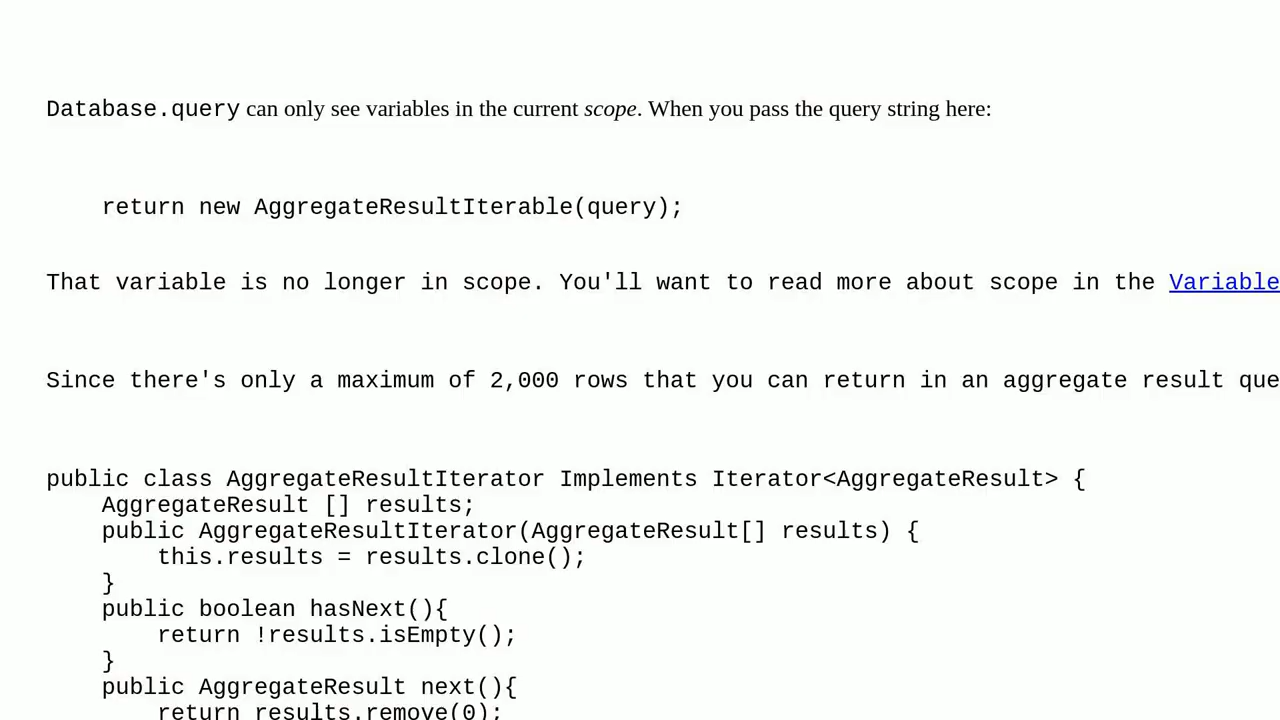 Database.query can only see variables in the current scope. When you pass the query string here:
return new AggregateResultIterable(query);
That variable is no longer in scope. You'll want to read more about scope in the Variable
Since there's only a maximum of 2,000 rows that you can return in an aggregate result que
public class AggregateResultIterator Implements Iterator<AggregateResult> {
    AggregateResult [] results;
    public AggregateResultIterator(AggregateResult[] results) {
        this.results = results.clone();
    }
    public boolean hasNext(){
        return !results.isEmpty();
    }
    public AggregateResult next(){
        return results.remove(0);